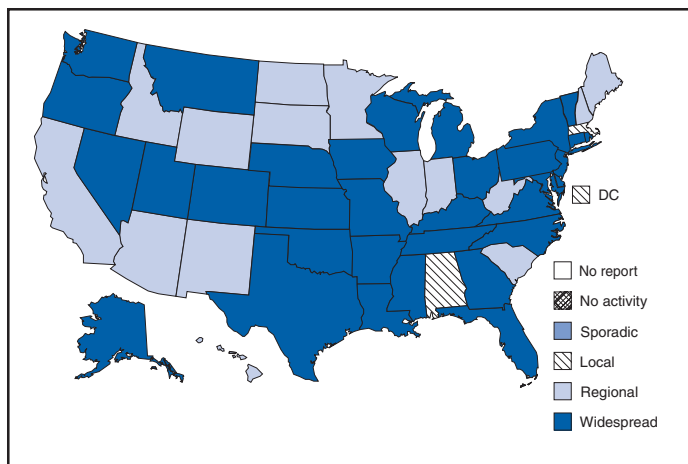 DC
No report
No activity
Sporadic
Local
Regional
Widespread